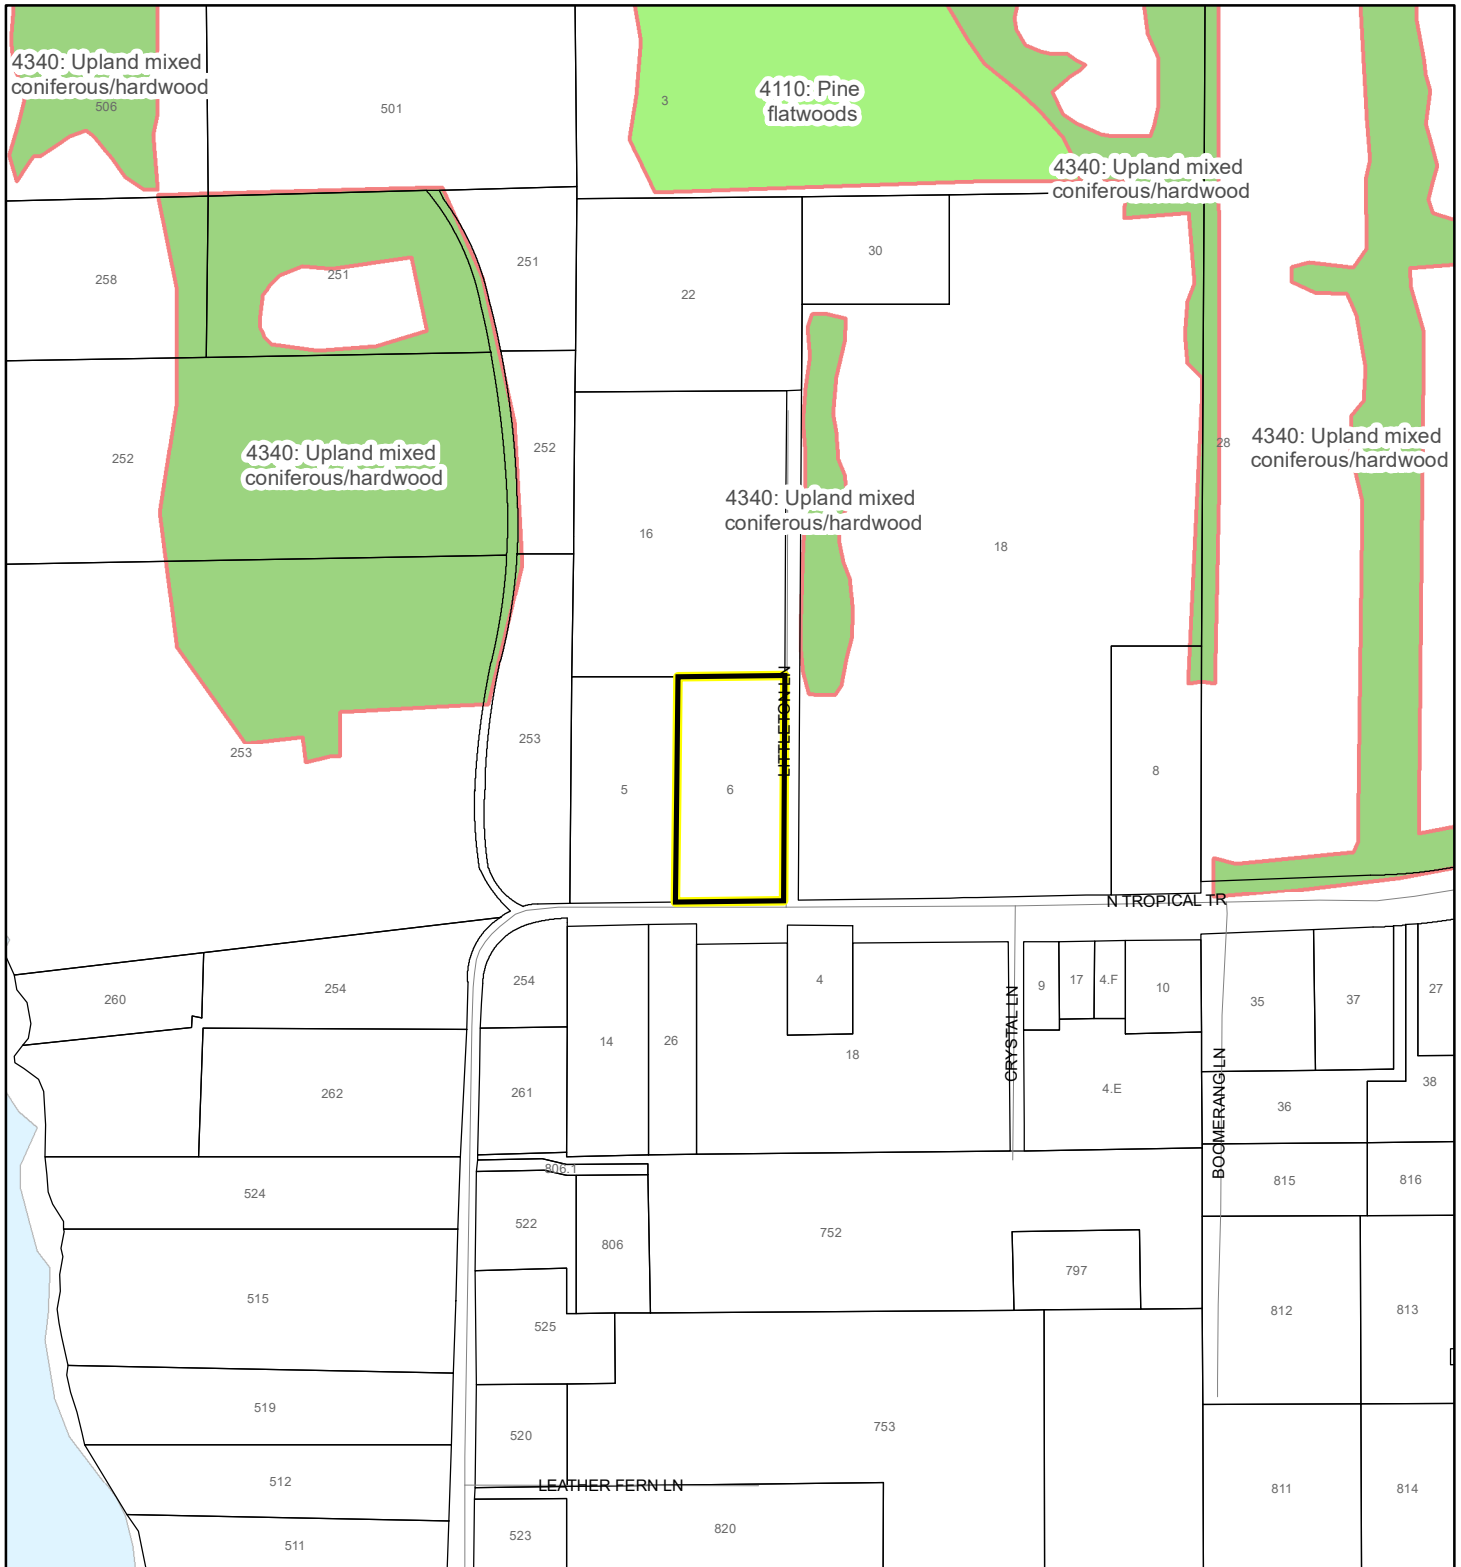 4340: Upland mixed
coniferous/hardwood
506
501
3
4110: Pine
flatwoods
4340: Upland mixed
coniferous/hardwood
258
251
251
22
30
252
4340: Upland mixed
coniferous/hardwood
252
16
4340: Upland mixed
coniferous/hardwood
18
28
4340: Upland mixed
coniferous/hardwood
253
253
5
6
LITTLETON LN
8
N TROPICAL TR
260
254
254
14
26
4
18
CRYSTAL LN
9
17
4.F
10
4.E
35
37
27
38
36
BOOMERANG LN
262
261
806.1
524
522
806
752
797
815
816
515
525
812
813
519
520
753
512
LEATHER FERN LN
811
814
511
523
820